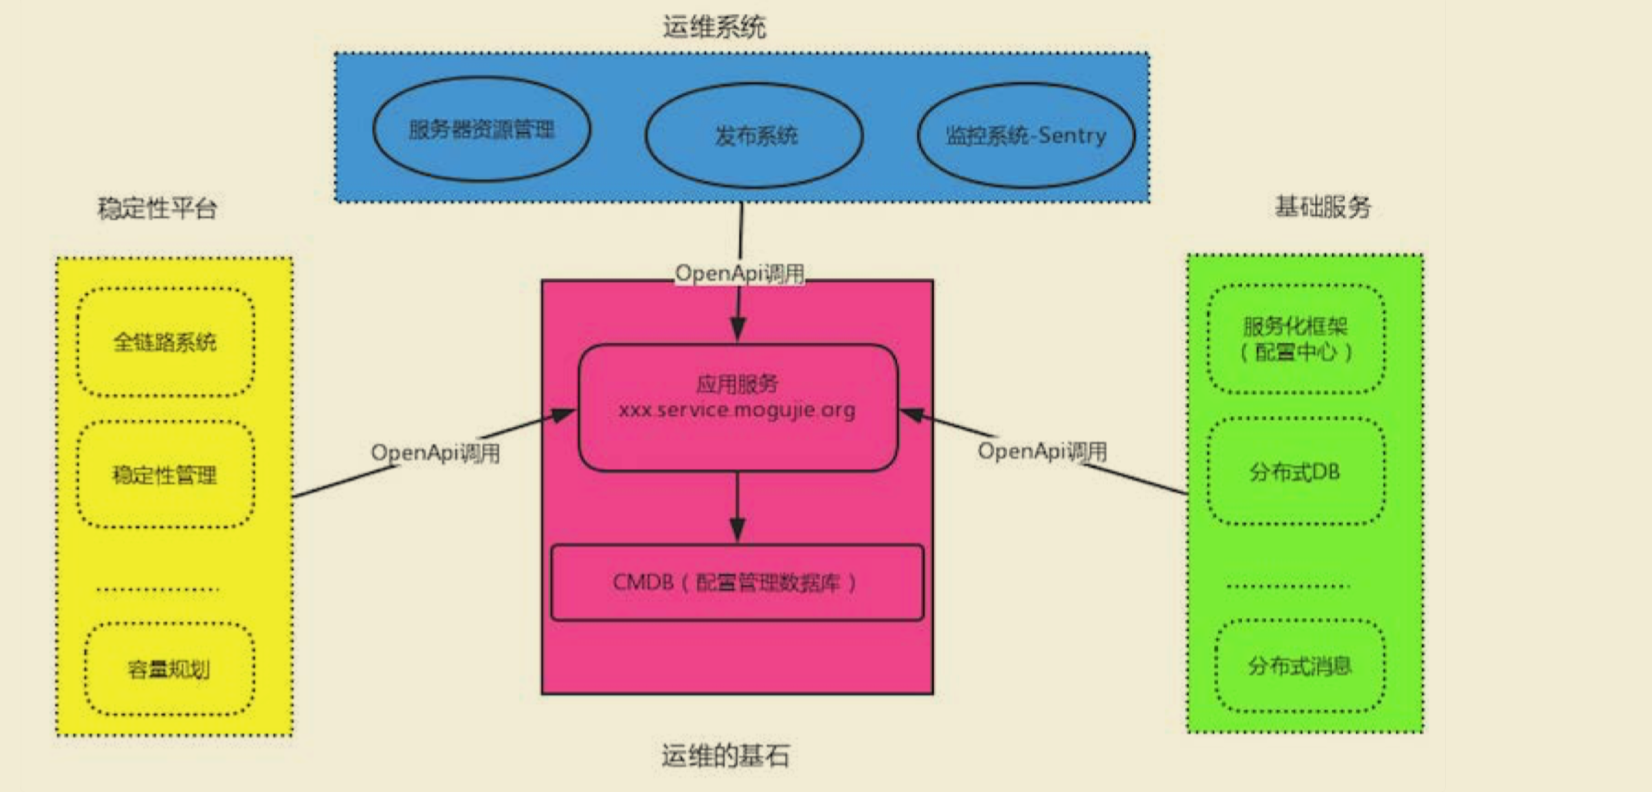 运维系统
服务器资源管理
发布系统
监控系统-Sentry
稳定性平台
基础服务
OpenApi调用
全链路系统
服务化框架
（配置中心）
应用服务
xxx.service.mogujie.org
OpenApi调用
OpenApi调用
稳定性管理
分布式DB
CMDB（配置管理数据库）
容量规划
分布式消息
运维的基石